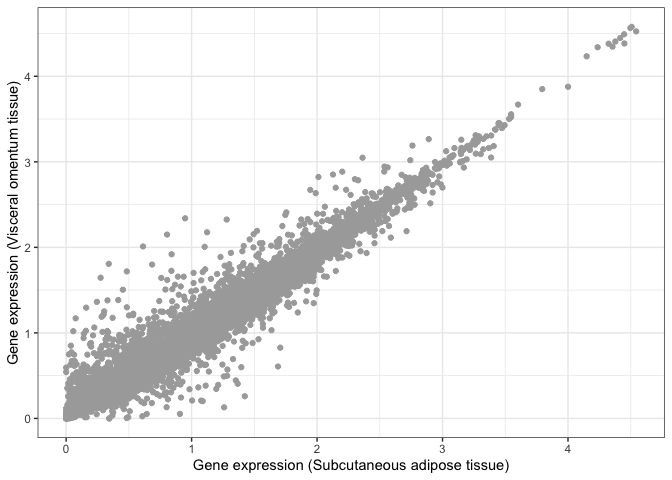 Gene expression (Visceral omentum tissue)
4
3
2
1
0
0 1 2 3 4
Gene expression (Subcutaneous adipose tissue)